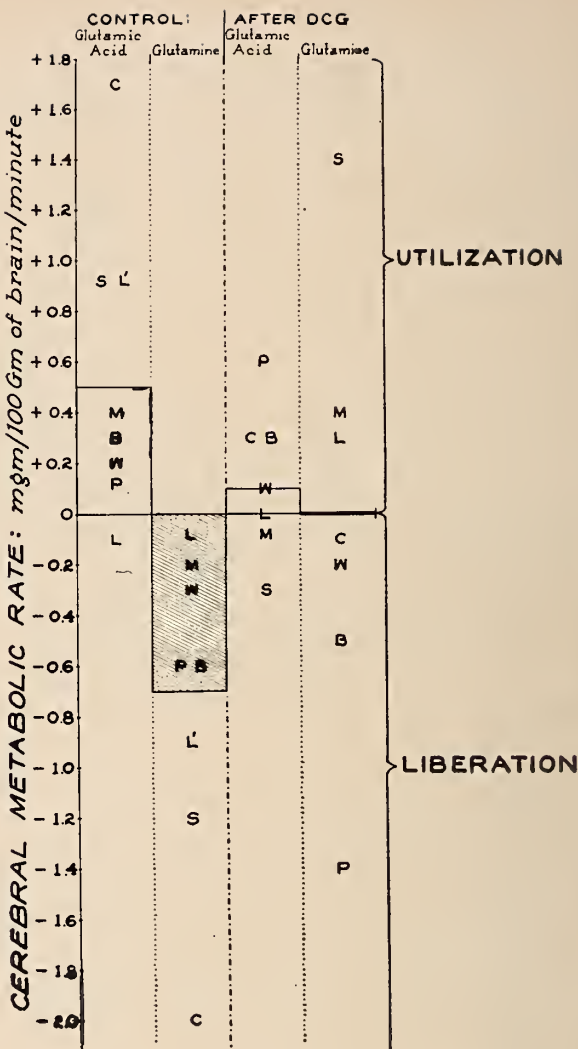 CONTROL: AFTER DCG
Glutamic Acid Glutamine Glutamic Acid Glutamine
CEREBRAL METABOLIC RATE: mgm/100 Gm of brain/minute
+ 1.8
C
+ 1.6
+ 1.4 S
+ 1.2
+ 1.0 UTILIZATION
S L'
+ 0.8
+ 0.6 P
+ 0.4 M M
B C B L
+ 0.2 W
P W
0 L
L L M C
- 0.2 M W
W S
- 0.4
B
- 0.6 P B
- 0.8
L'
- 1.0 LIBERATION
- 1.2 S
- 1.4 P
- 1.6
- 1.8
- 2.0 C